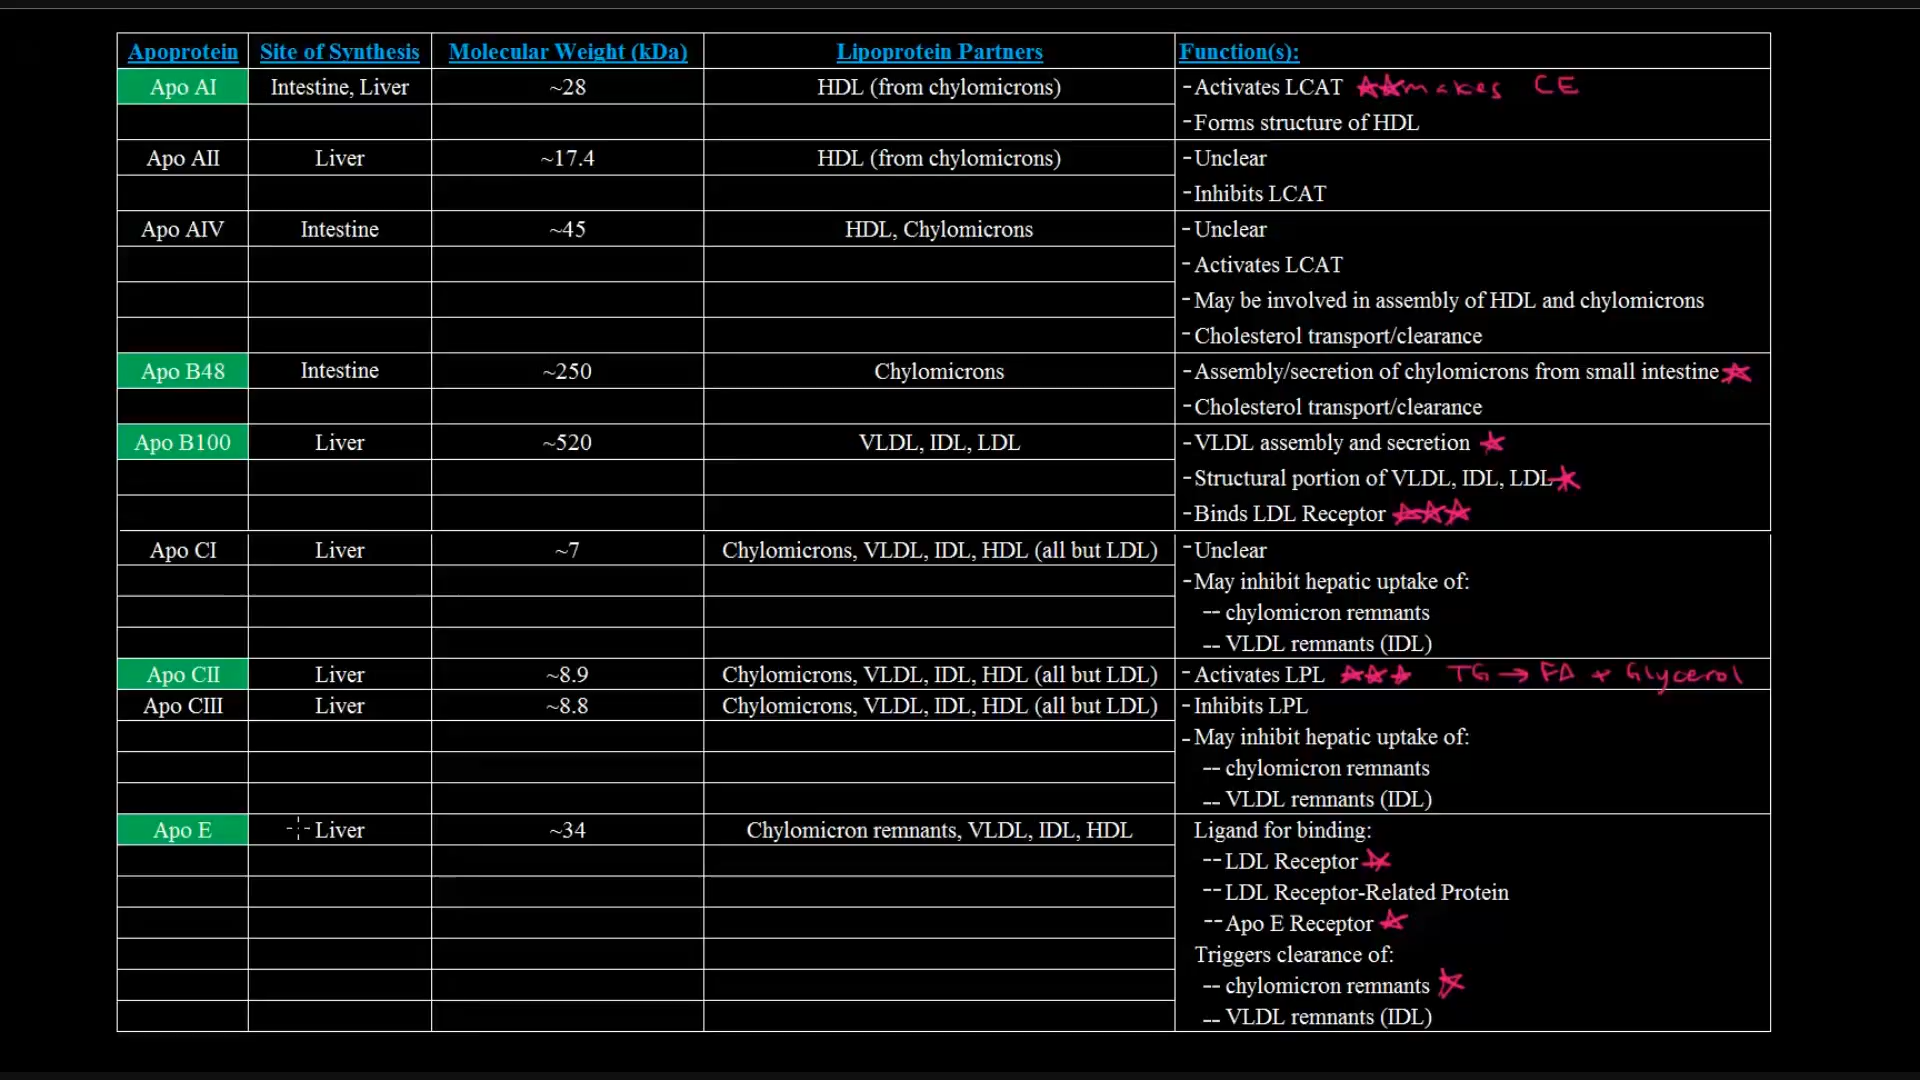 Apoprotein Site of Synthesis Molecular Weight (kDa) Lipoprotein Partners Function(s):
Apo AI Intestine, Liver ~28 HDL (from chylomicrons) -Activates LCAT makes CE
-Forms structure of HDL
Apo AII Liver ~17.4 HDL (from chylomicrons) -Unclear
-Inhibits LCAT
Apo AIV Intestine ~45 HDL, Chylomicrons -Unclear
-Activates LCAT
-May be involved in assembly of HDL and chylomicrons
-Cholesterol transport/clearance
Apo B48 Intestine ~250 Chylomicrons -Assembly/secretion of chylomicrons from small intestine
-Cholesterol transport/clearance
Apo B100 Liver ~520 VLDL, IDL, LDL -VLDL assembly and secretion
-Structural portion of VLDL, IDL, LDL
-Binds LDL Receptor
Apo CI Liver ~7 Chylomicrons, VLDL, IDL, HDL (all but LDL) -Unclear
-May inhibit hepatic uptake of:
-- chylomicron remnants
-- VLDL remnants (IDL)
Apo CII Liver ~8.9 Chylomicrons, VLDL, IDL, HDL (all but LDL) -Activates LPL TG → FA + Glycerol
Apo CIII Liver ~8.8 Chylomicrons, VLDL, IDL, HDL (all but LDL) -Inhibits LPL
-May inhibit hepatic uptake of:
-- chylomicron remnants
-- VLDL remnants (IDL)
Apo E Liver ~34 Chylomicron remnants, VLDL, IDL, HDL Ligand for binding:
--LDL Receptor
--LDL Receptor-Related Protein
--Apo E Receptor
Triggers clearance of:
-- chylomicron remnants
-- VLDL remnants (IDL)